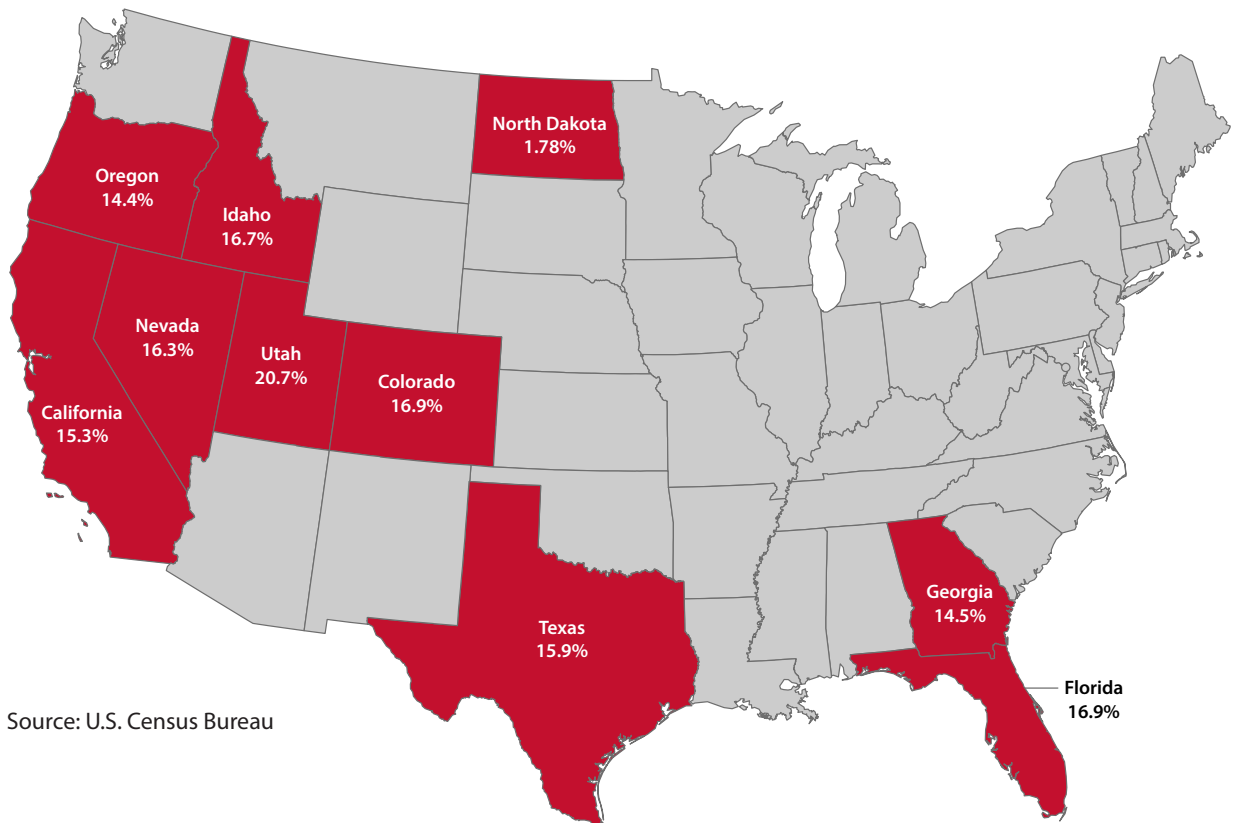 North Dakota
1.78%
Oregon
14.4%
Idaho
16.7%
Nevada
16.3%
Utah
20.7%
Colorado
16.9%
California
15.3%
Georgia
14.5%
Texas
15.9%
Florida
16.9%
Source: U.S. Census Bureau